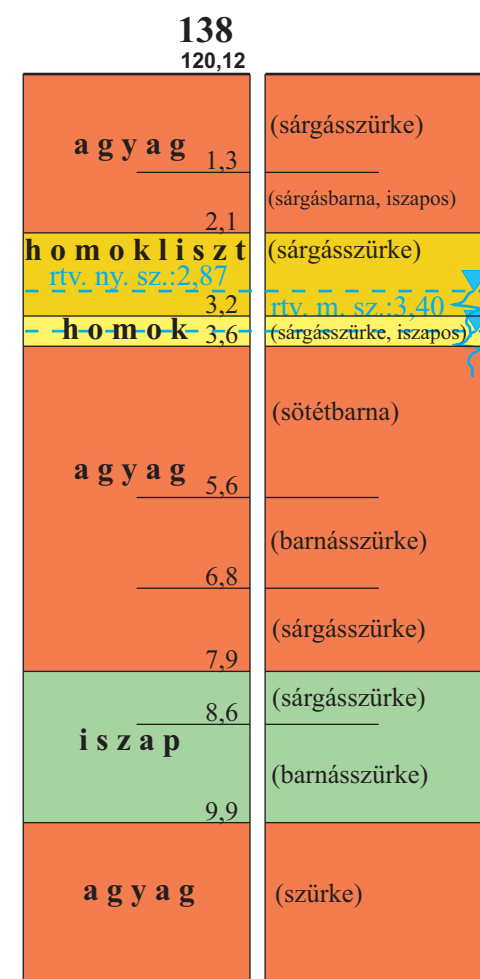 138
120,12
agyag
(sárgásszürke)
1,3
(sárgásbarna, iszapos)
2,1
homokliszt
(sárgásszürke)
rtv. ny. sz.:2,87
3,2
rtv. m. sz.:3,40
homok
3,6
(sárgásszürke, iszapos)
(sötétbarna)
agyag
5,6
(barnásszürke)
6,8
(sárgásszürke)
7,9
(sárgásszürke)
8,6
iszap
(barnásszürke)
9,9
agyag
(szürke)